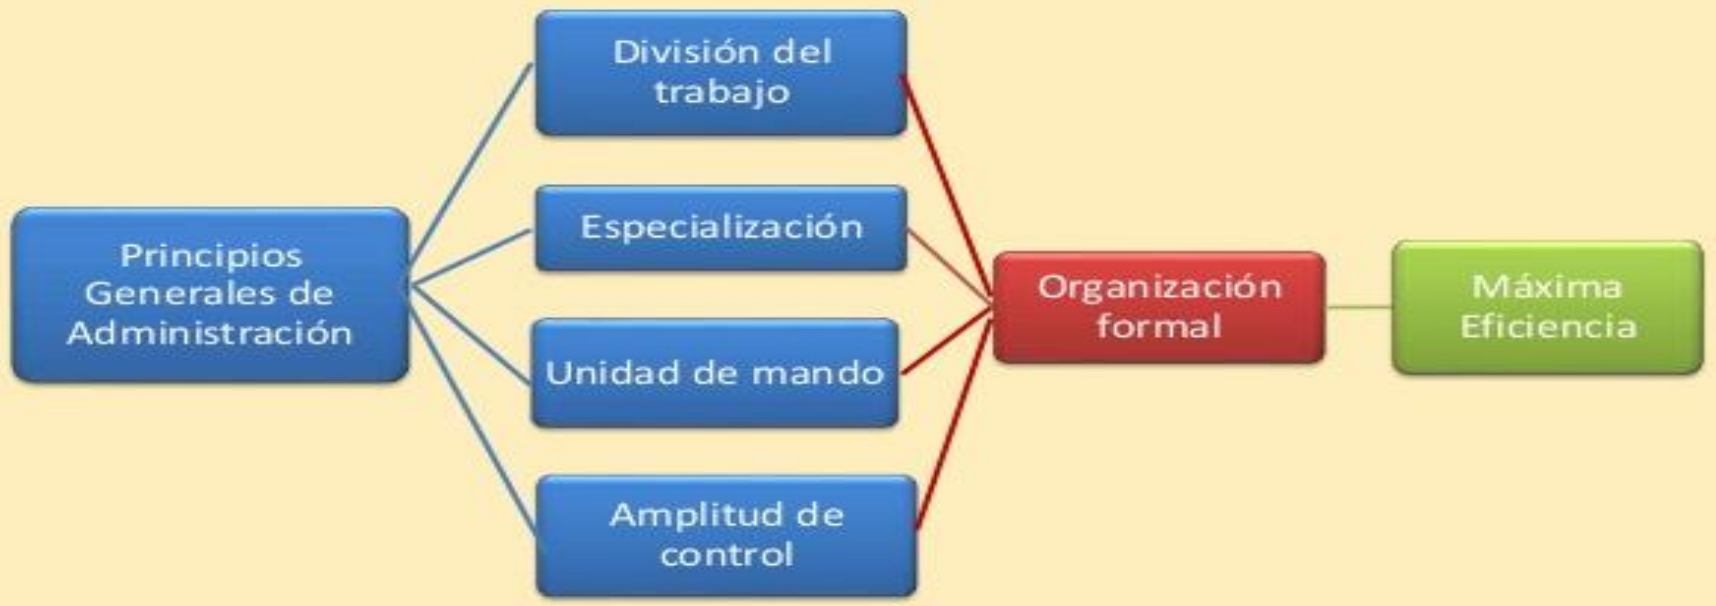 Principios
Generales de
Administración
División del
trabajo
Especialización
Unidad de mando
Amplitud de
control
Organización
formal
Máxima
Eficiencia